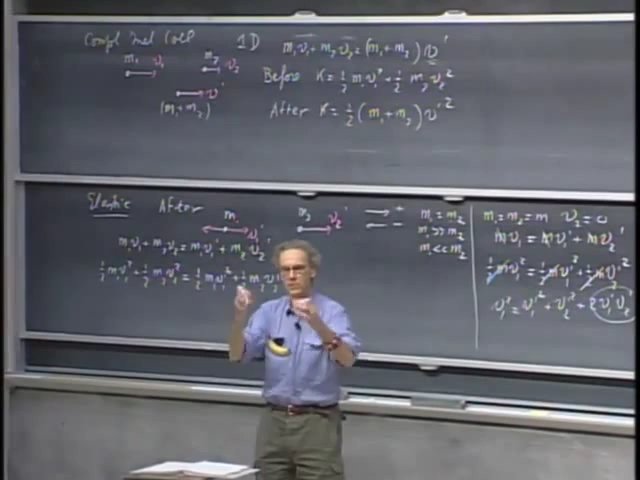 Compl Inel Coll 1D m₁v₁ + m₂v₂ = (m₁ + m₂) v'
m₁ v₁ m₂ v₂
Before K = ½ m₁v₁² + ½ m₂v₂²
v'
(m₁ + m₂)
After K = ½ (m₁ + m₂) v'²
Elastic After
m₁ v₁' m₂ v₂'
+
−
m₁v₁ + m₂v₂ = m₁v₁' + m₂v₂'
½ m₁v₁² + ½ m₂v₂² = ½ m₁v₁'² + ½ m₂v₂'
m₁ = m₂
m₁ >> m₂
m₁ << m₂
m₁ = m₂ = m v₂ = 0
mv₁ = mv₁' + mv₂'
½ mv₁² = ½ mv₁'² + ½ mv₂'²
v₁² = v₁'² + v₂'² + 2v₁'v₂'